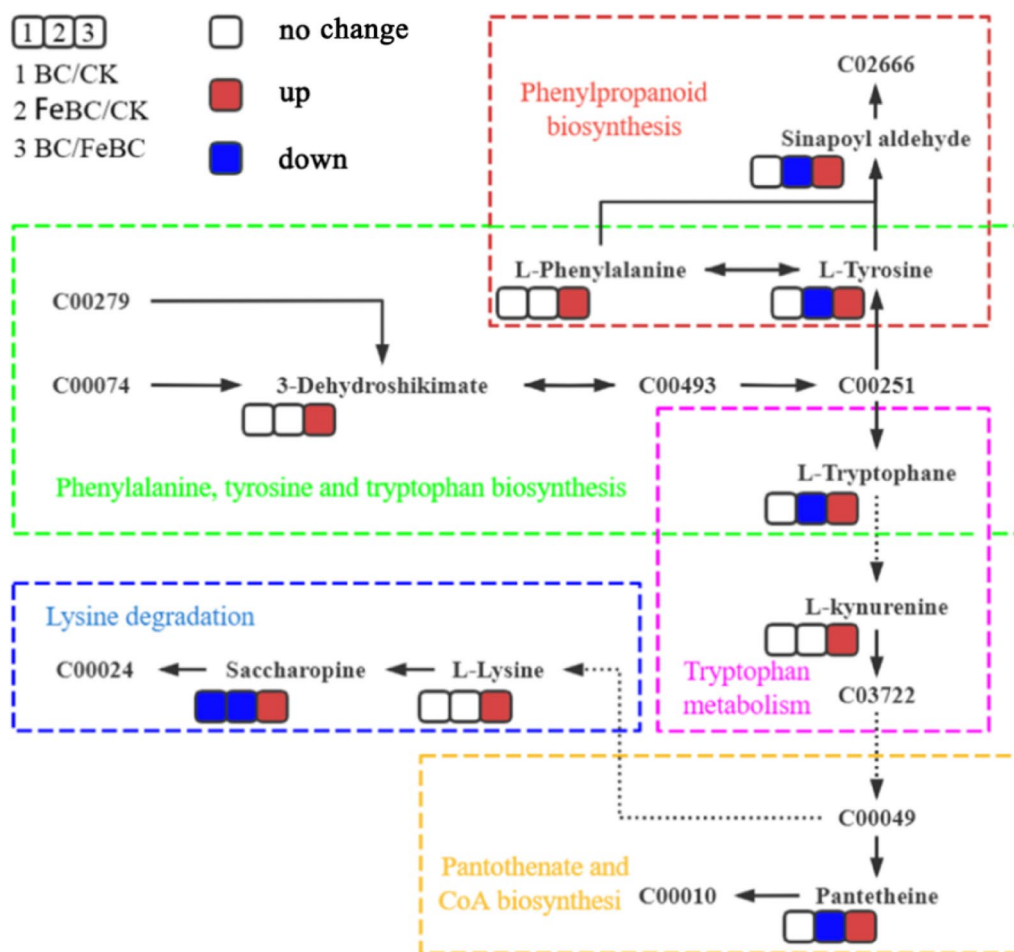 1 2 3
no change
1 BC/CK
up
2 FeBC/CK
3 BC/FeBC
down
C02666
Phenylpropanoid
biosynthesis
Sinapoyl aldehyde
L-Phenylalanine
L-Tyrosine
C00279
C00074
3-Dehydroshikimate
C00493
C00251
L-Tryptophane
Phenylalanine, tyrosine and tryptophan biosynthesis
Lysine degradation
L-kynurenine
C00024
Saccharopine
L-Lysine
Tryptophan
metabolism
C03722
C00049
Pantothenate and
CoA biosynthesi
C00010
Pantetheine